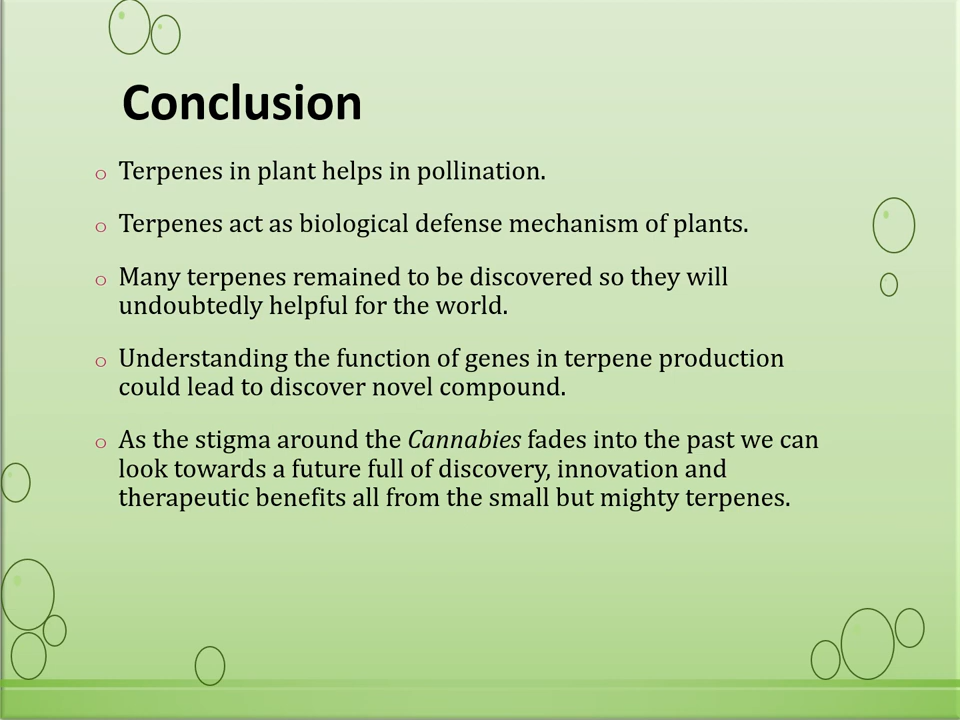 Conclusion
o Terpenes in plant helps in pollination.
o Terpenes act as biological defense mechanism of plants.
o Many terpenes remained to be discovered so they will
undoubtedly helpful for the world.
o Understanding the function of genes in terpene production
could lead to discover novel compound.
o As the stigma around the Cannabies fades into the past we can
look towards a future full of discovery, innovation and
therapeutic benefits all from the small but mighty terpenes.